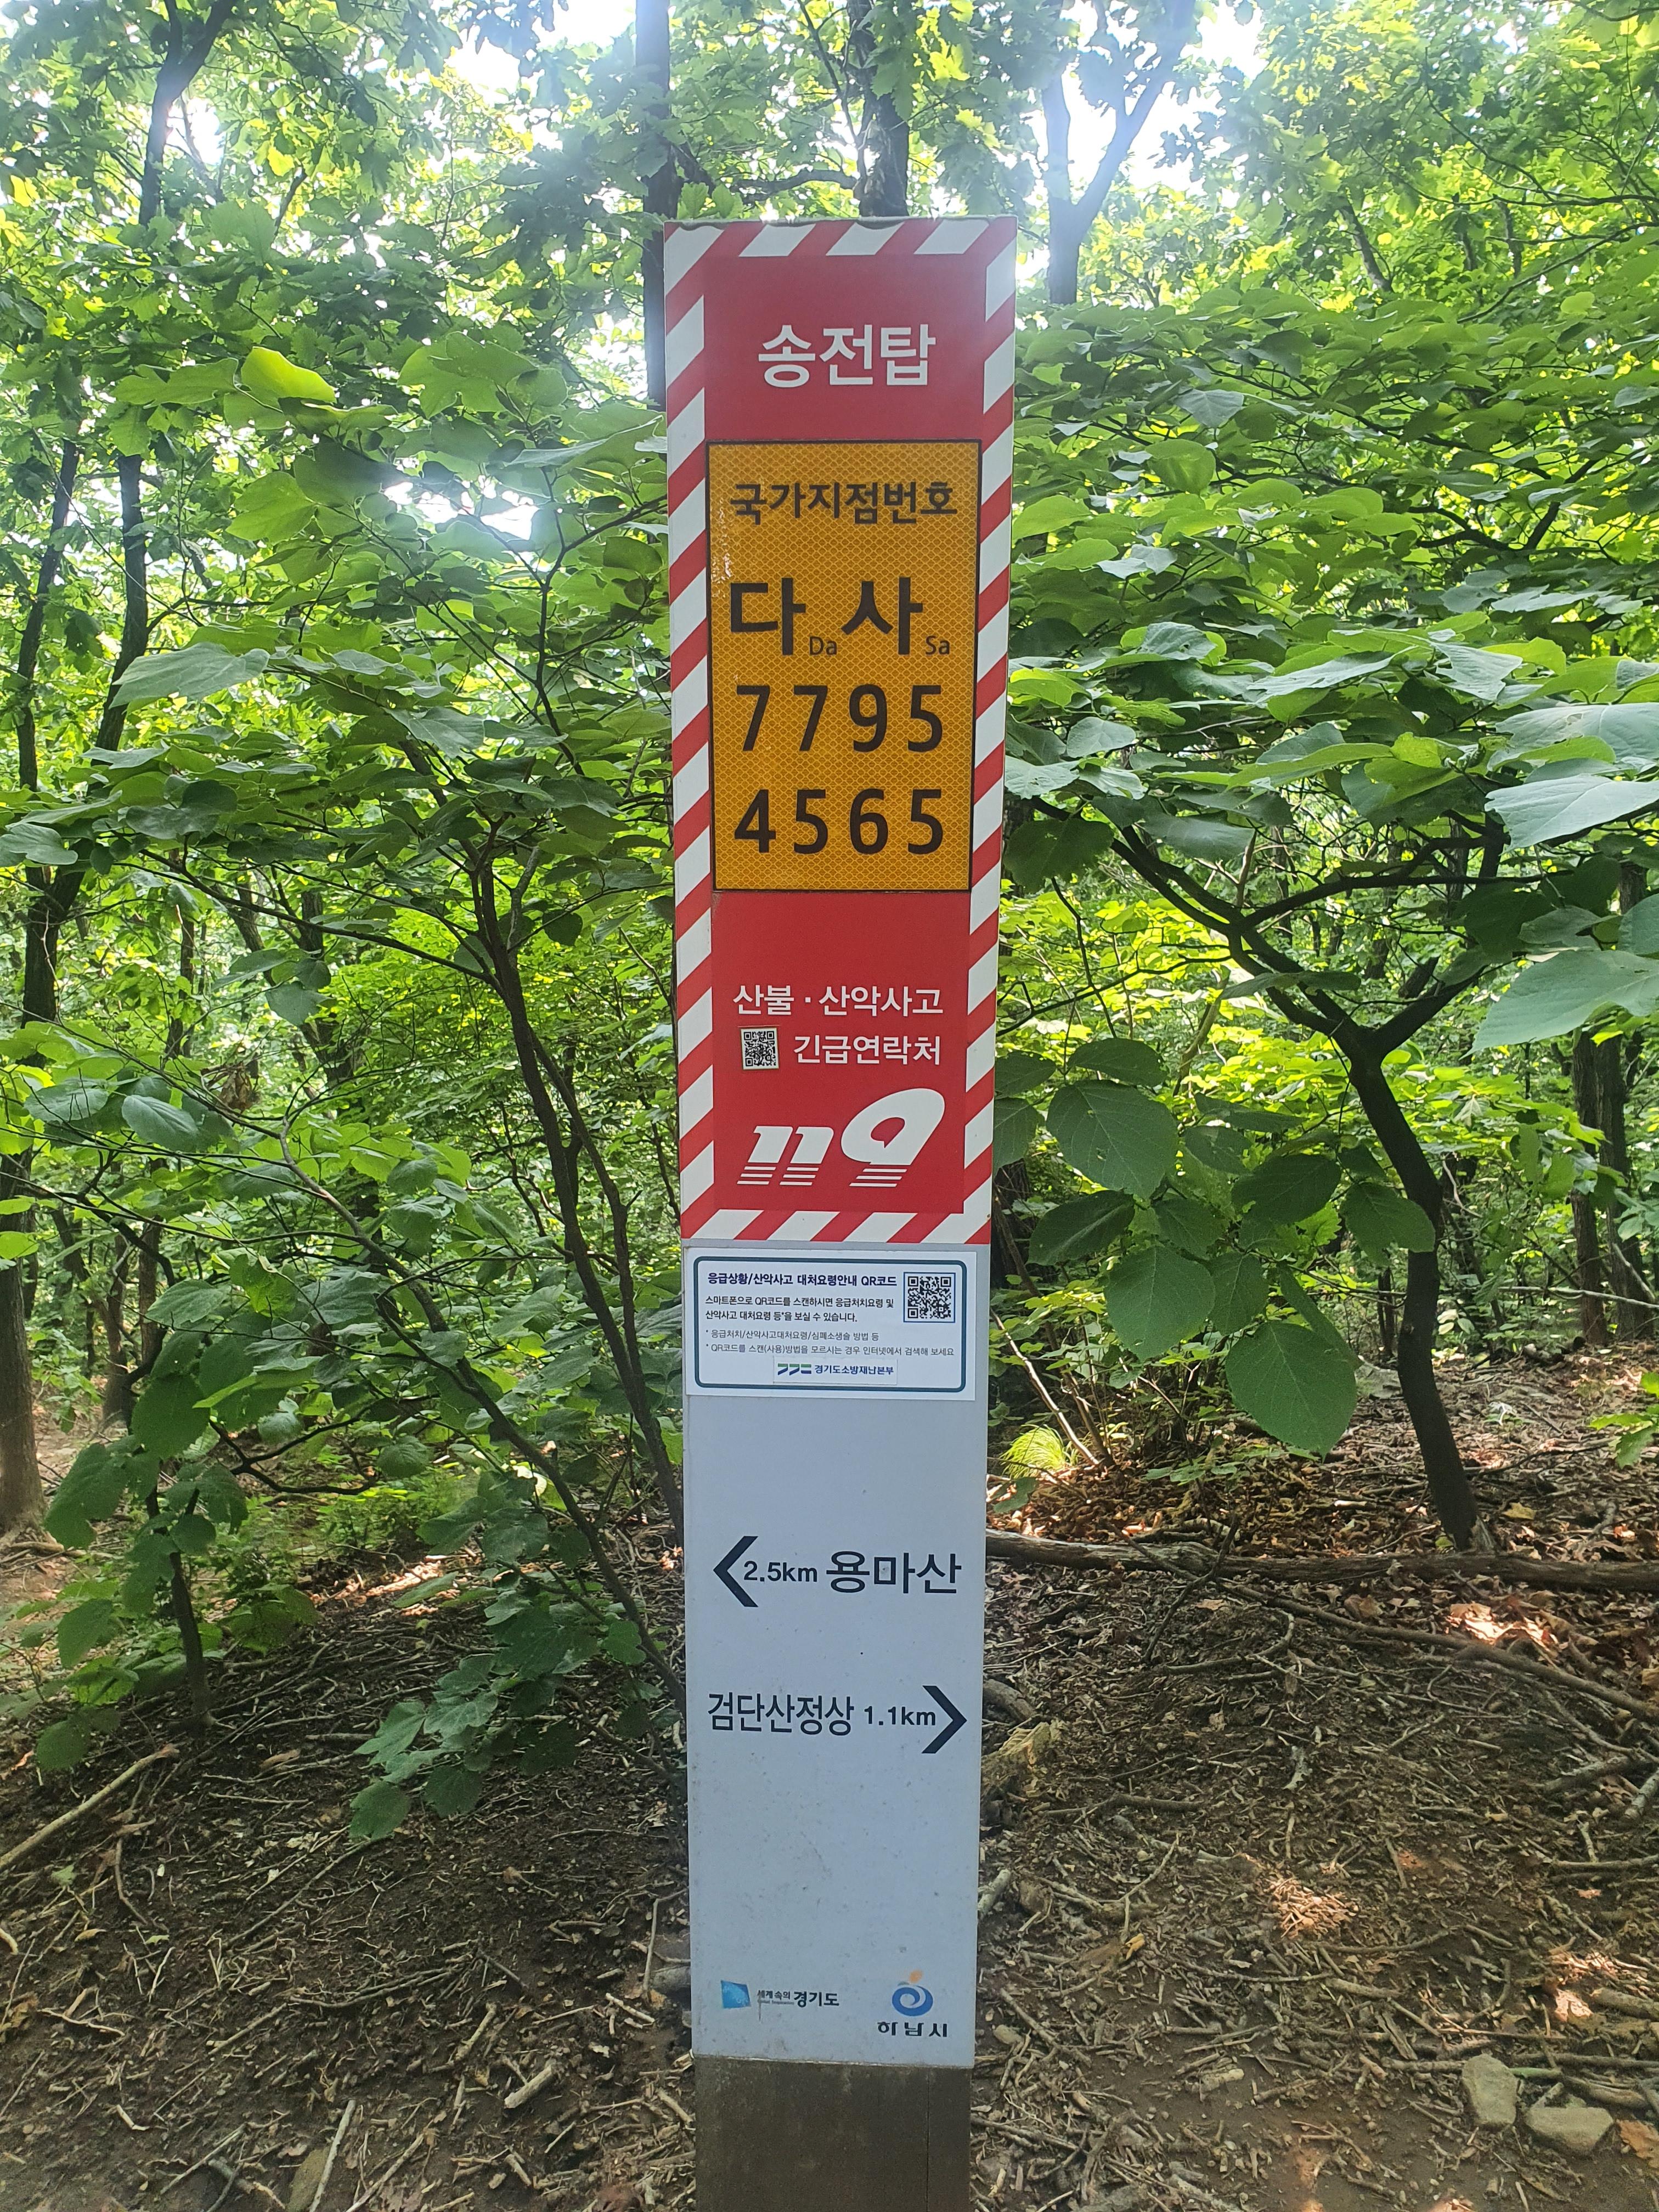 송전탑
국가지점번호
다 Da 사 Sa
7795
4565
산불 · 산악사고
긴급연락처
119
응급상황/산악사고 대처요령안내 QR코드
스마트폰으로 QR코드를 스캔하시면 응급처치요령 및
산악사고 대처요령 등*을 보실 수 있습니다.
* 응급처치/산악사고대처요령/심폐소생술 방법 등
* QR코드를 스캔(사용)방법을 모르시는 경우 인터넷에서 검색해 보세요
경기도소방재난본부
2.5km 용마산
검단산정상 1.1km
세계속의 경기도
하남시